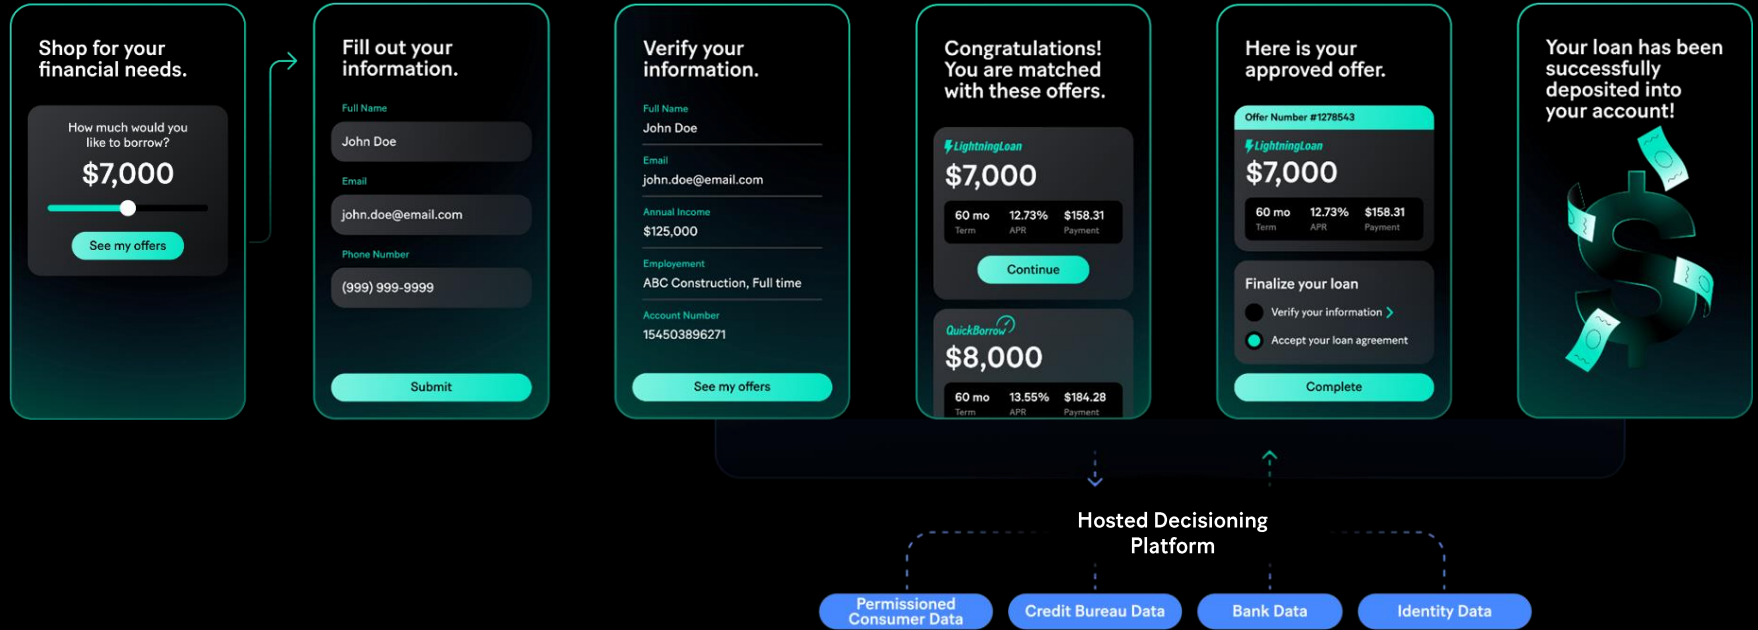 Shop for your
financial needs.
How much would you
like to borrow?
$7,000
See my offers
Fill out your
information.
Full Name
John Doe
Email
john.doe@email.com
Phone Number
(999) 999-9999
Submit
Verify your
information.
Full Name
John Doe
Email
john.doe@email.com
Annual Income
$125,000
Employement
ABC Construction, Full time
Account Number
154503896271
See my offers
Congratulations!
You are matched
with these offers.
LightningLoan
$7,000
60 mo 12.73% $158.31
Term APR Payment
Continue
QuickBorrow
$8,000
60 mo 13.55% $184.28
Term APR Payment
Here is your
approved offer.
Offer Number #1278543
LightningLoan
$7,000
60 mo 12.73% $158.31
Term APR Payment
Finalize your loan
Verify your information
Accept your loan agreement
Complete
Your loan has been
successfully
deposited into
your account!
Hosted Decisioning
Platform
Permissioned
Consumer Data
Credit Bureau Data
Bank Data
Identity Data